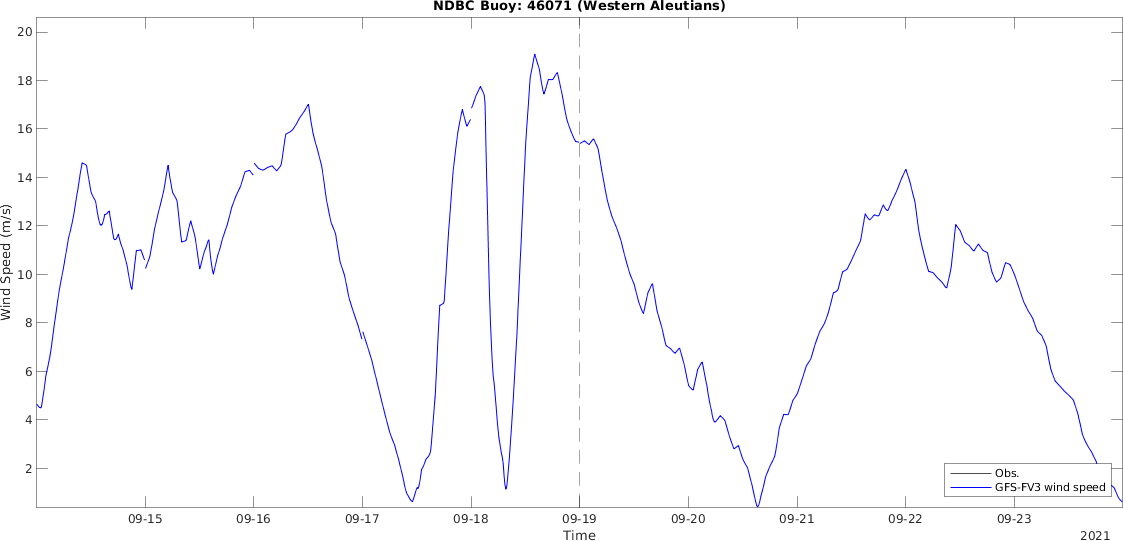 NDBC Buoy: 46071 (Western Aleutians)
20
18
16
14
12
10
8
6
4
2
Wind Speed (m/s)
Obs.
GFS-FV3 wind speed
09-15 09-16 09-17 09-18 09-19 09-20 09-21 09-22 09-23
Time
2021